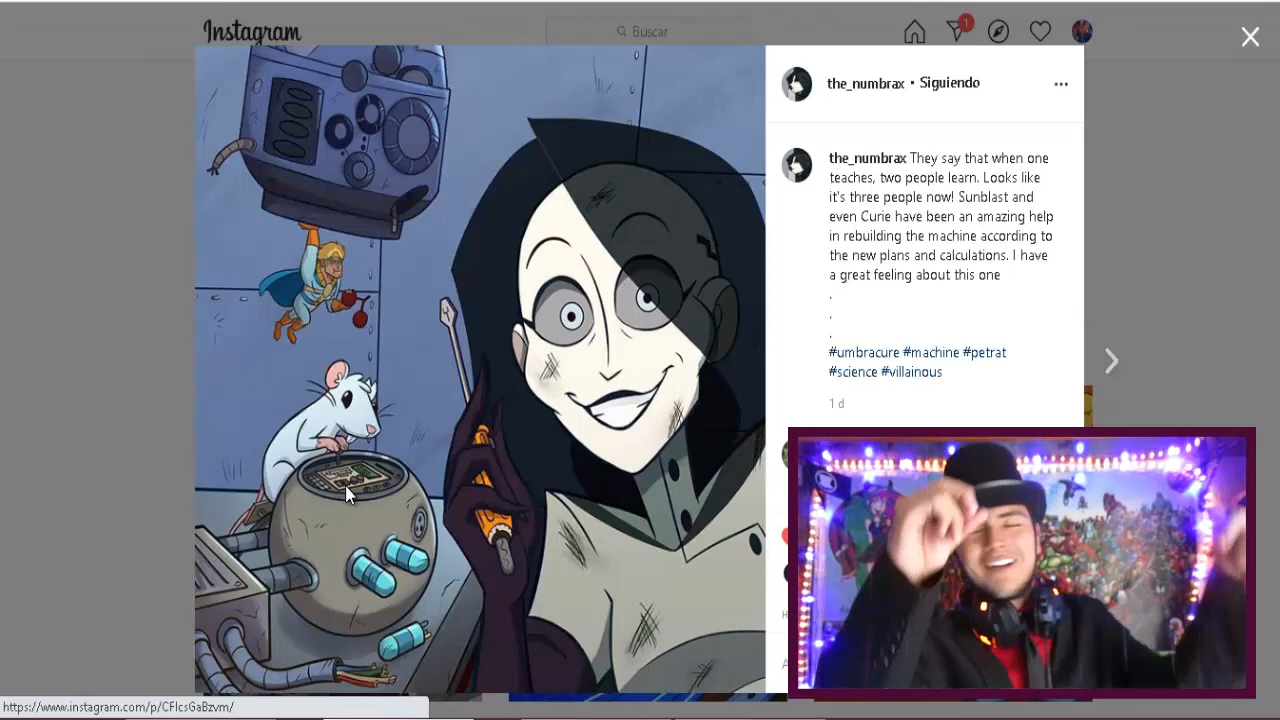 Instagram
Buscar
1
the_numbrax • Siguiendo
the_numbrax They say that when one
teaches, two people learn. Looks like
it's three people now! Sunblast and
even Curie have been an amazing help
in rebuilding the machine according to
the new plans and calculations. I have
a great feeling about this one
.
.
.
#umbracure #machine #petrat
#science #villainous
1 d
https://www.instagram.com/p/CFIcsGaBzvm/